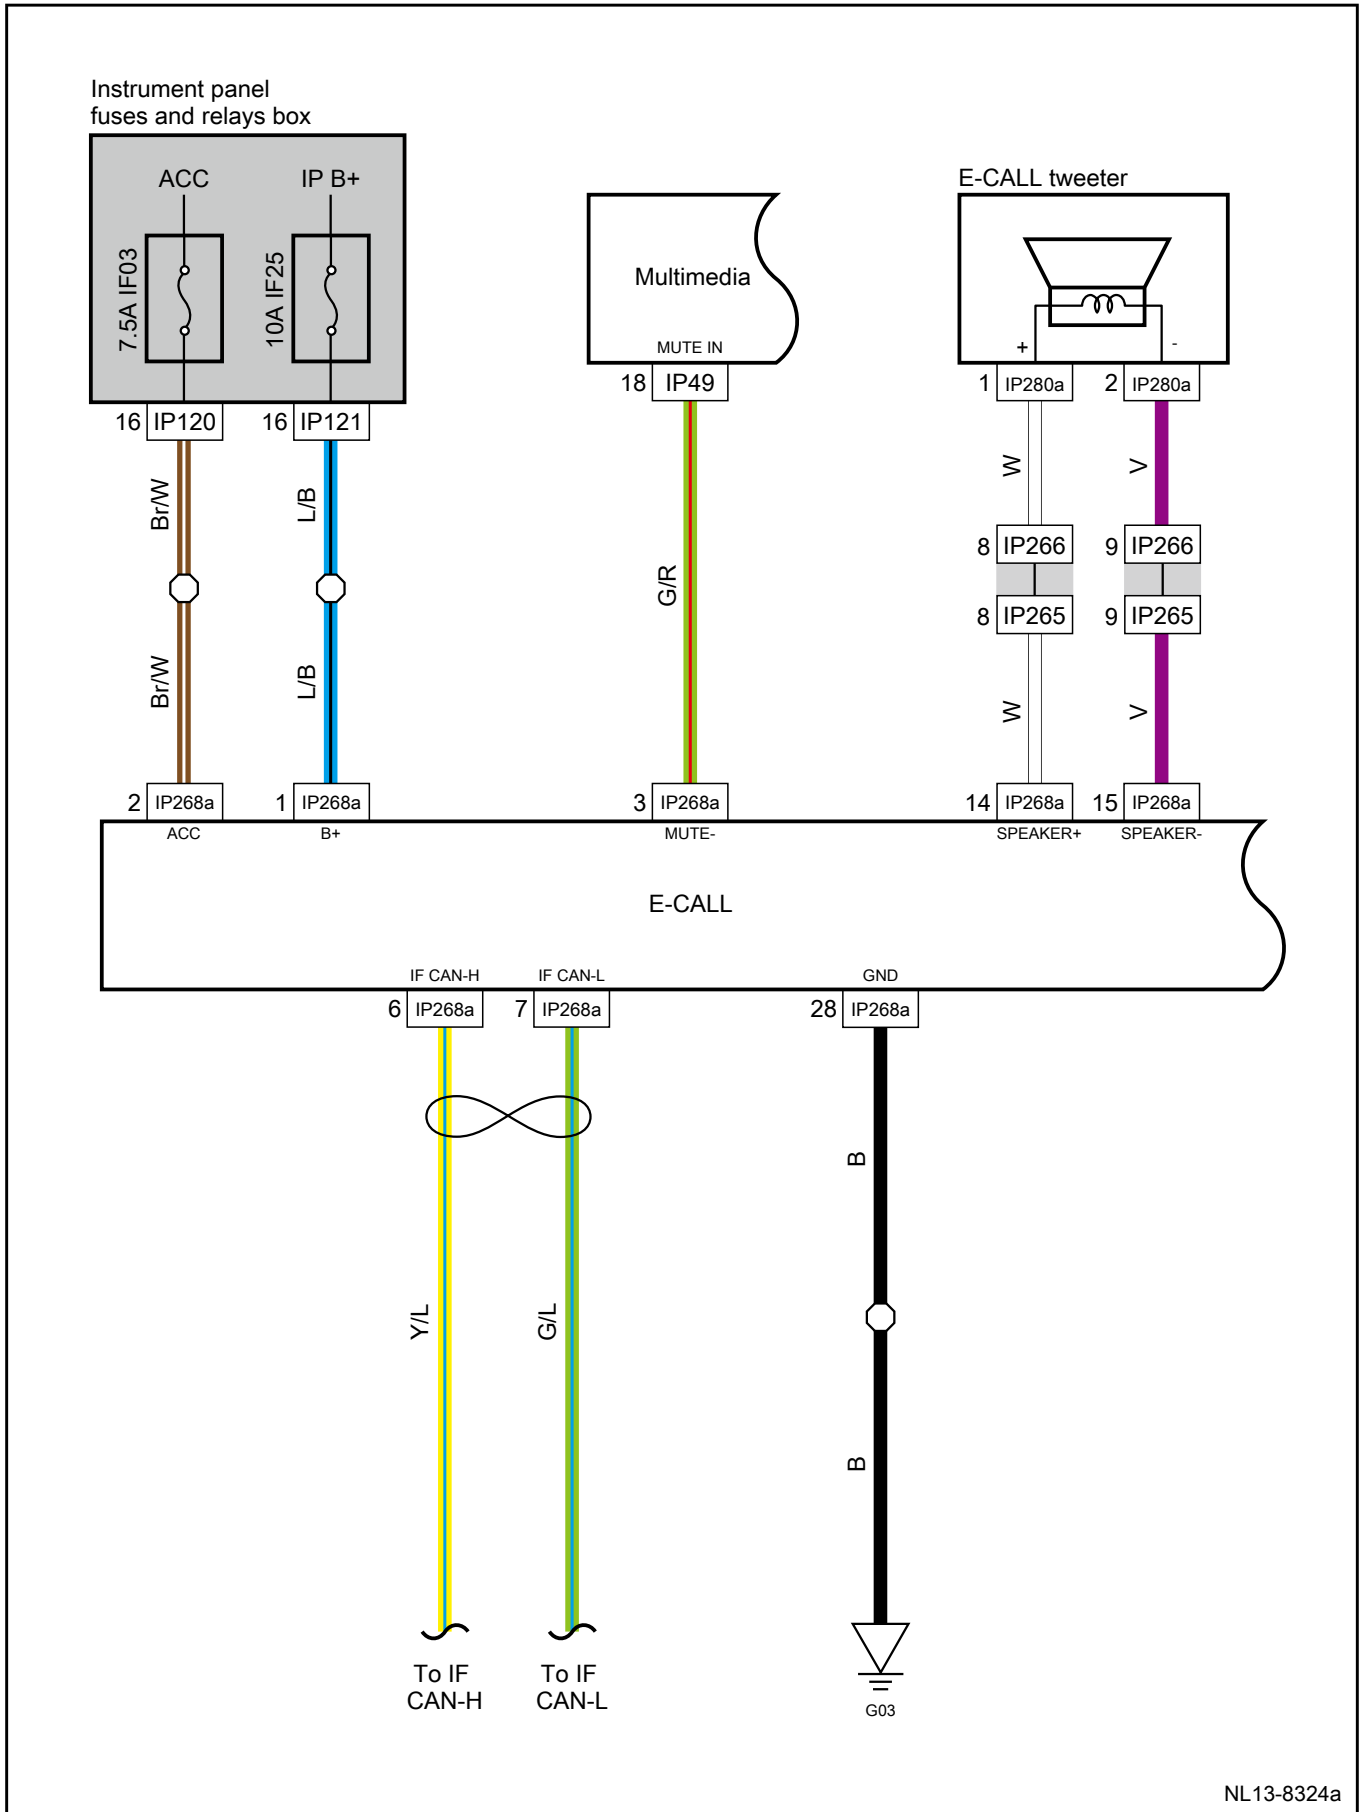 Instrument panel
fuses and relays box
ACC
IP B+
7.5A IF03
10A IF25
16 IP120
16 IP121
Multimedia
MUTE IN
18 IP49
E-CALL tweeter
+
-
1 IP280a
2 IP280a
Br/W
L/B
G/R
W
V
8 IP266
9 IP266
8 IP265
9 IP265
Br/W
L/B
W
V
2 IP268a
1 IP268a
3 IP268a
14 IP268a
15 IP268a
ACC
B+
MUTE-
SPEAKER+
SPEAKER-
E-CALL
IF CAN-H
IF CAN-L
GND
6 IP268a
7 IP268a
28 IP268a
B
Y/L
G/L
B
To IF
CAN-H
To IF
CAN-L
G03
NL13-8324a